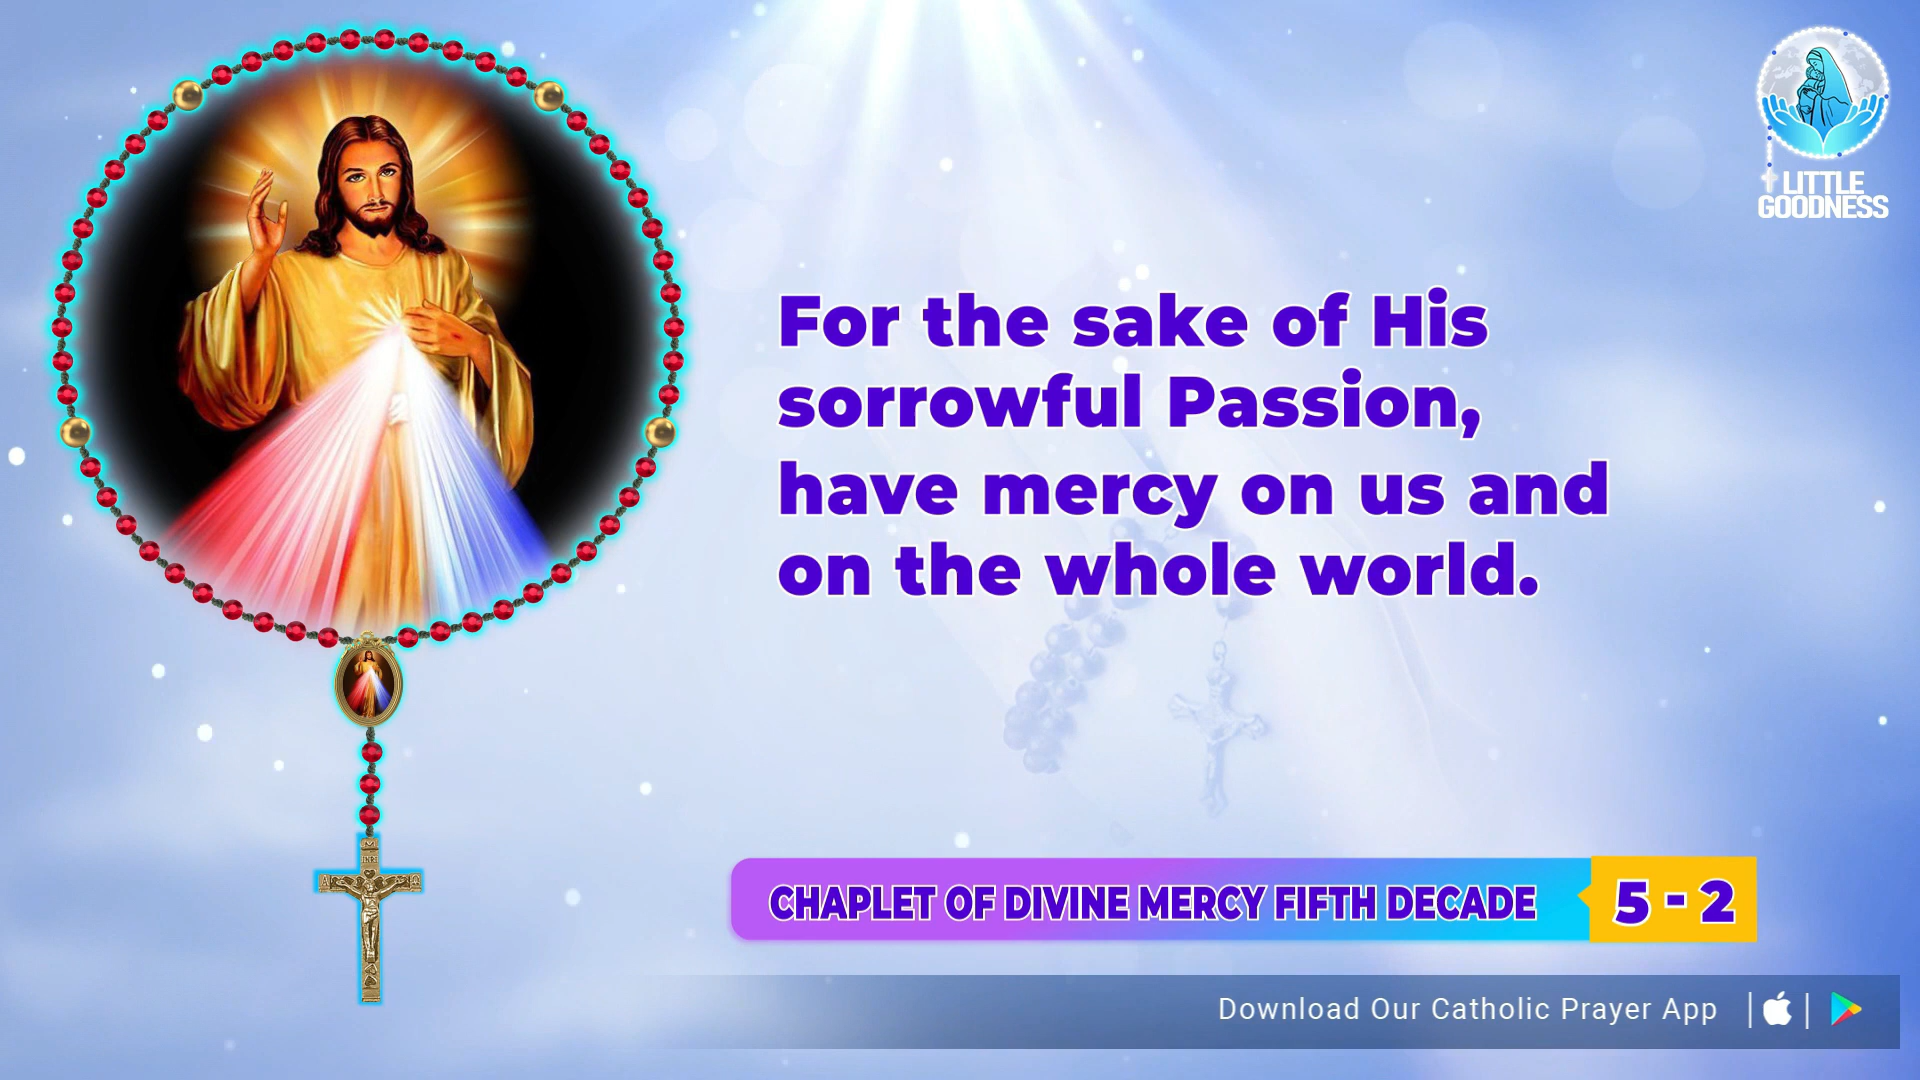 LITTLE
GOODNESS
For the sake of His
sorrowful Passion,
have mercy on us and
on the whole world.
INRI
CHAPLET OF DIVINE MERCY FIFTH DECADE
5 - 2
Download Our Catholic Prayer App